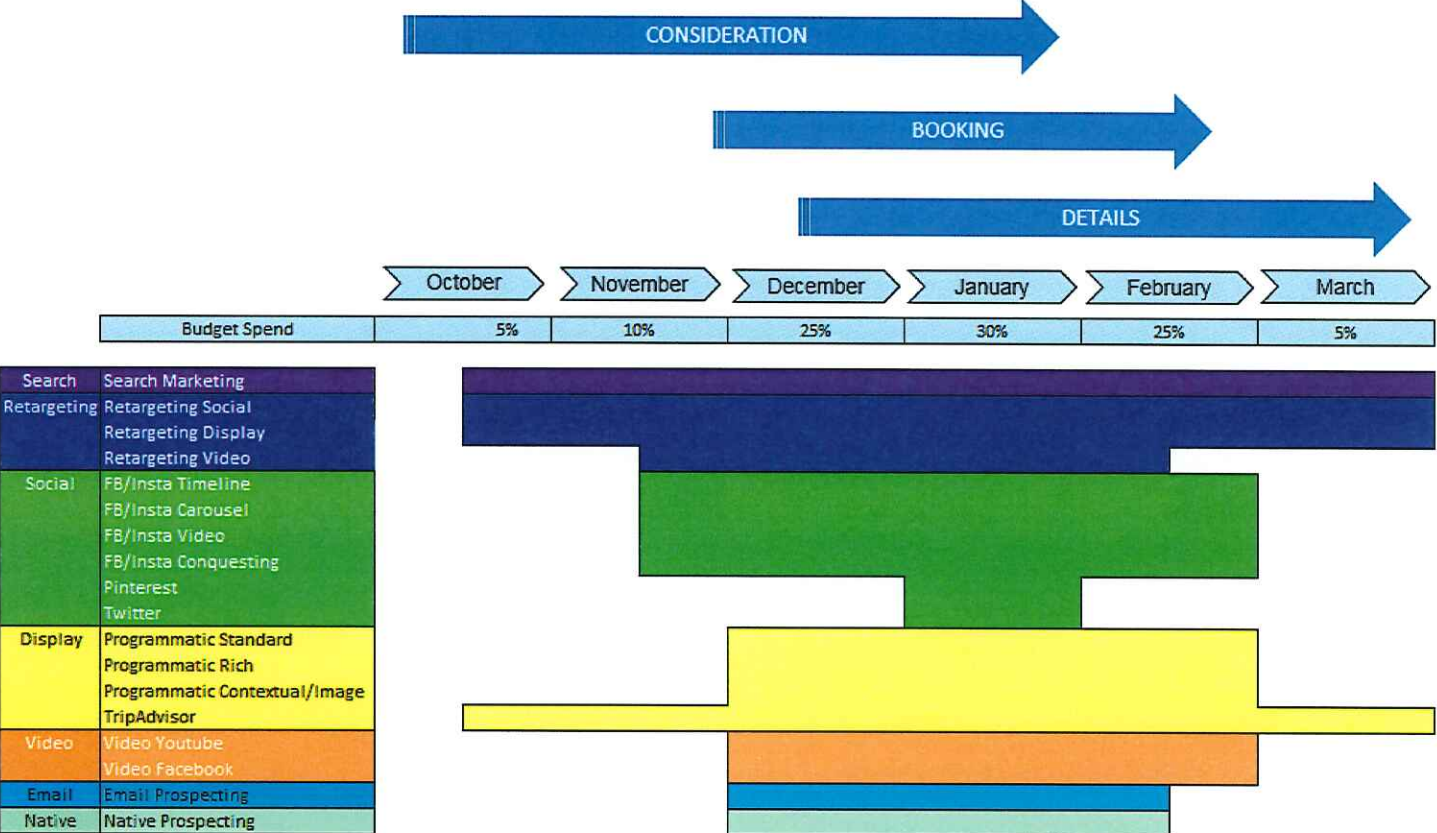 CONSIDERATION
BOOKING
DETAILS
October November December January February March
Budget Spend 5% 10% 25% 30% 25% 5%
Search Search Marketing
Retargeting Retargeting Social
Retargeting Display
Retargeting Video
Social FB/Insta Timeline
FB/Insta Carousel
FB/Insta Video
FB/Insta Conquesting
Pinterest
Twitter
Display Programmatic Standard
Programmatic Rich
Programmatic Contextual/Image
TripAdvisor
Video Video Youtube
Video Facebook
Email Email Prospecting
Native Native Prospecting